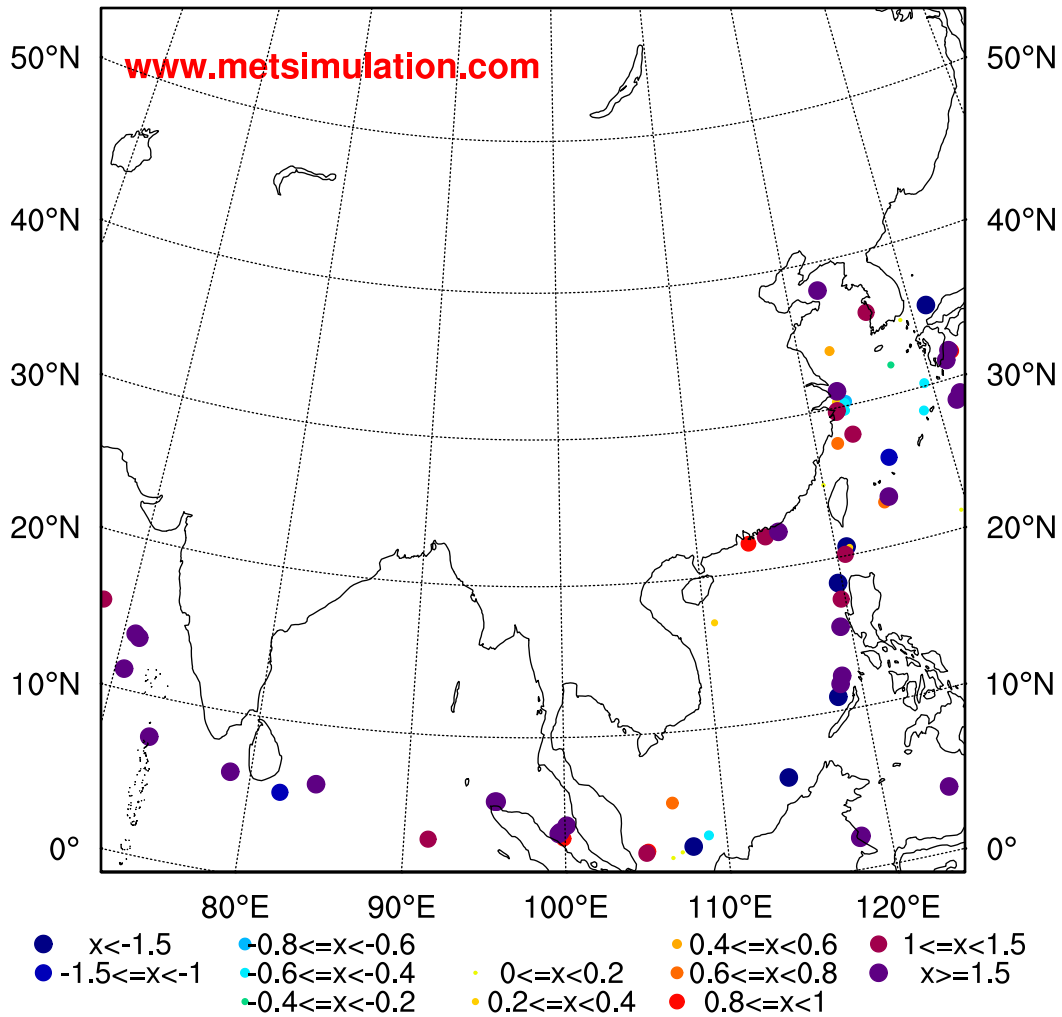 www.metsimulation.com
50°N 50°N
40°N 40°N
30°N 30°N
20°N 20°N
10°N 10°N
0° 0°
80°E 90°E 100°E 110°E 120°E
x<-1.5 -0.8<=x<-0.6 0.4<=x<0.6 1<=x<1.5
-1.5<=x<-1 -0.6<=x<-0.4 0<=x<0.2 0.6<=x<0.8 x>=1.5
-0.4<=x<-0.2 0.2<=x<0.4 0.8<=x<1